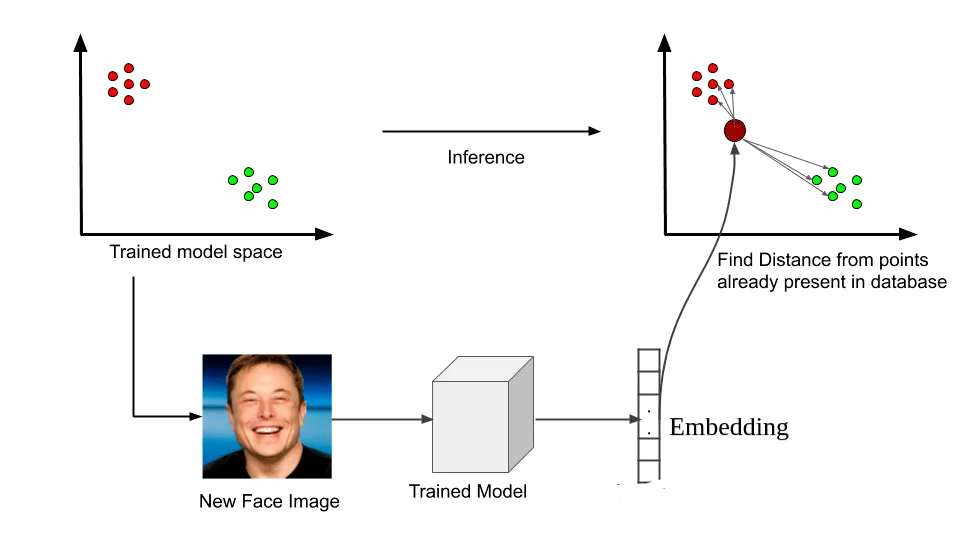 Inference
Trained model space
Find Distance from points
already present in database
Embedding
New Face Image
Trained Model